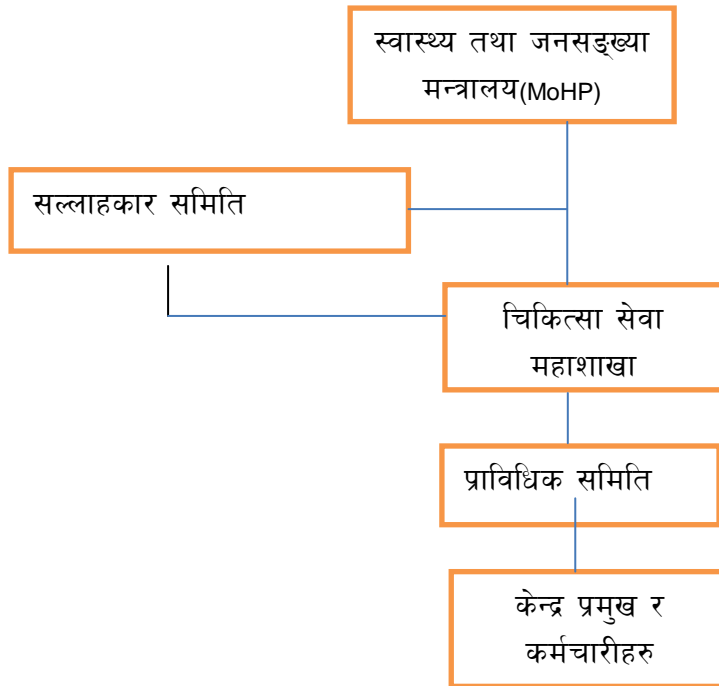 स्वास्थ्य तथा जनसङ्ख्या
मन्त्रालय(MoHP)
सल्लाहकार समिति
चिकित्सा सेवा
महाशाखा
प्राविधिक समिति
केन्द्र प्रमुख र
कर्मचारीहरु